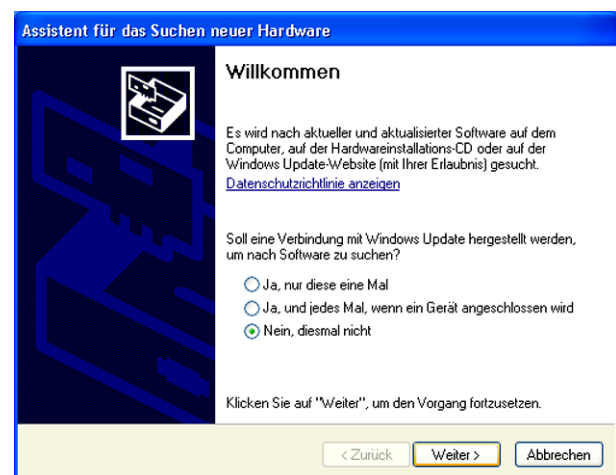 Assistent für das Suchen neuer Hardware
Willkommen
Es wird nach aktueller und aktualisierter Software auf dem
Computer, auf der Hardwareinstallations-CD oder auf der
Windows Update-Website (mit Ihrer Erlaubnis) gesucht.
Datenschutzrichtlinie anzeigen
Soll eine Verbindung mit Windows Update hergestellt werden,
um nach Software zu suchen?
Ja, nur diese eine Mal
Ja, und jedes Mal, wenn ein Gerät angeschlossen wird
Nein, diesmal nicht
Klicken Sie auf "Weiter", um den Vorgang fortzusetzen.
< Zurück Weiter > Abbrechen